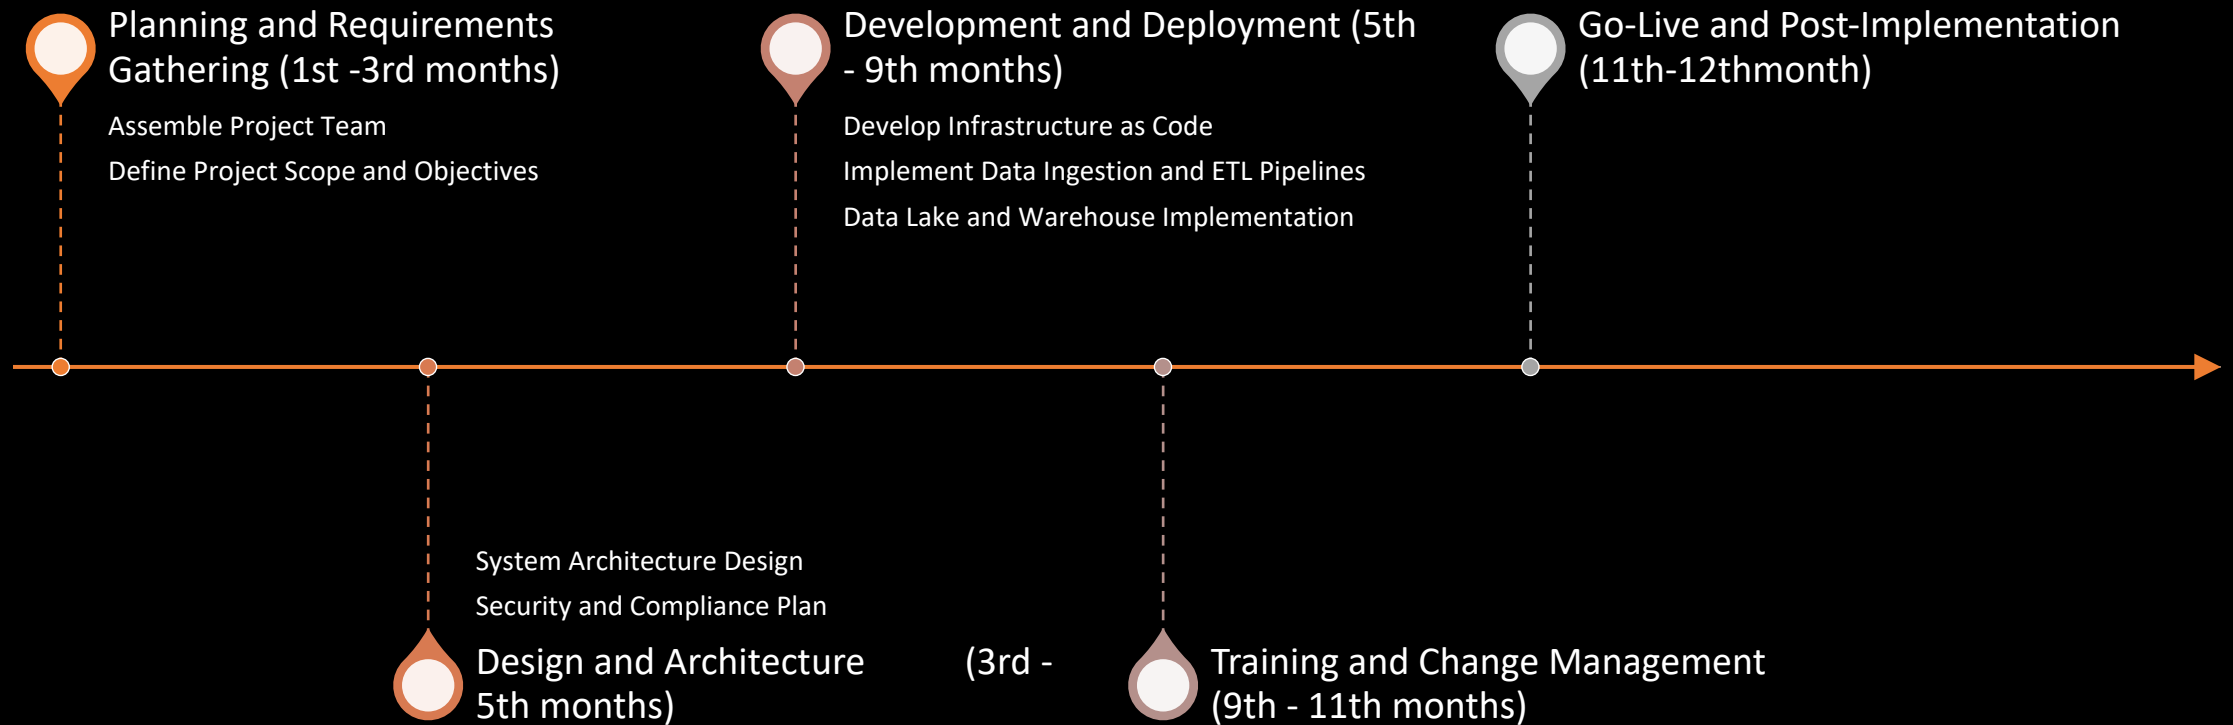 Planning and Requirements
Gathering (1st -3rd months)
Assemble Project Team
Define Project Scope and Objectives
System Architecture Design
Security and Compliance Plan
Design and Architecture (3rd -
5th months)
Development and Deployment (5th
- 9th months)
Develop Infrastructure as Code
Implement Data Ingestion and ETL Pipelines
Data Lake and Warehouse Implementation
Training and Change Management
(9th - 11th months)
Go-Live and Post-Implementation
(11th-12thmonth)